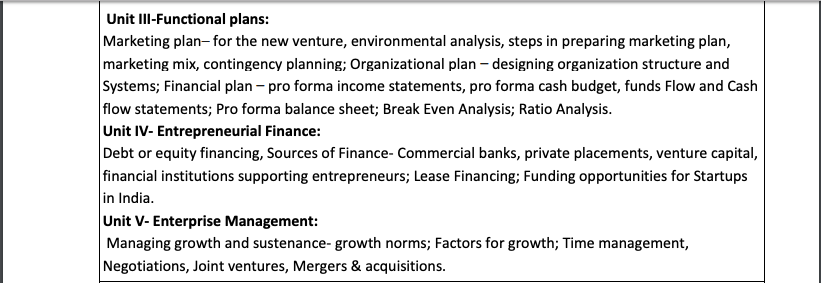 Unit III-Functional plans:
Marketing plan– for the new venture, environmental analysis, steps in preparing marketing plan,
marketing mix, contingency planning; Organizational plan – designing organization structure and
Systems; Financial plan – pro forma income statements, pro forma cash budget, funds Flow and Cash
flow statements; Pro forma balance sheet; Break Even Analysis; Ratio Analysis.
Unit IV- Entrepreneurial Finance:
Debt or equity financing, Sources of Finance- Commercial banks, private placements, venture capital,
financial institutions supporting entrepreneurs; Lease Financing; Funding opportunities for Startups
in India.
Unit V- Enterprise Management:
Managing growth and sustenance- growth norms; Factors for growth; Time management,
Negotiations, Joint ventures, Mergers & acquisitions.